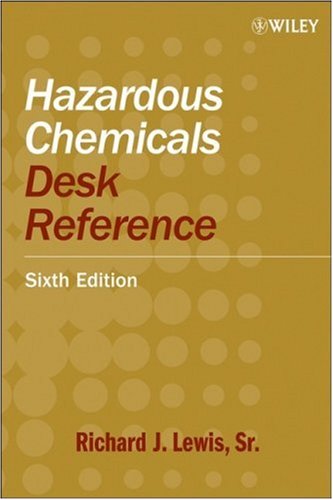 WILEY
Hazardous
Chemicals
Desk
Reference
Sixth Edition
Richard J. Lewis, Sr.